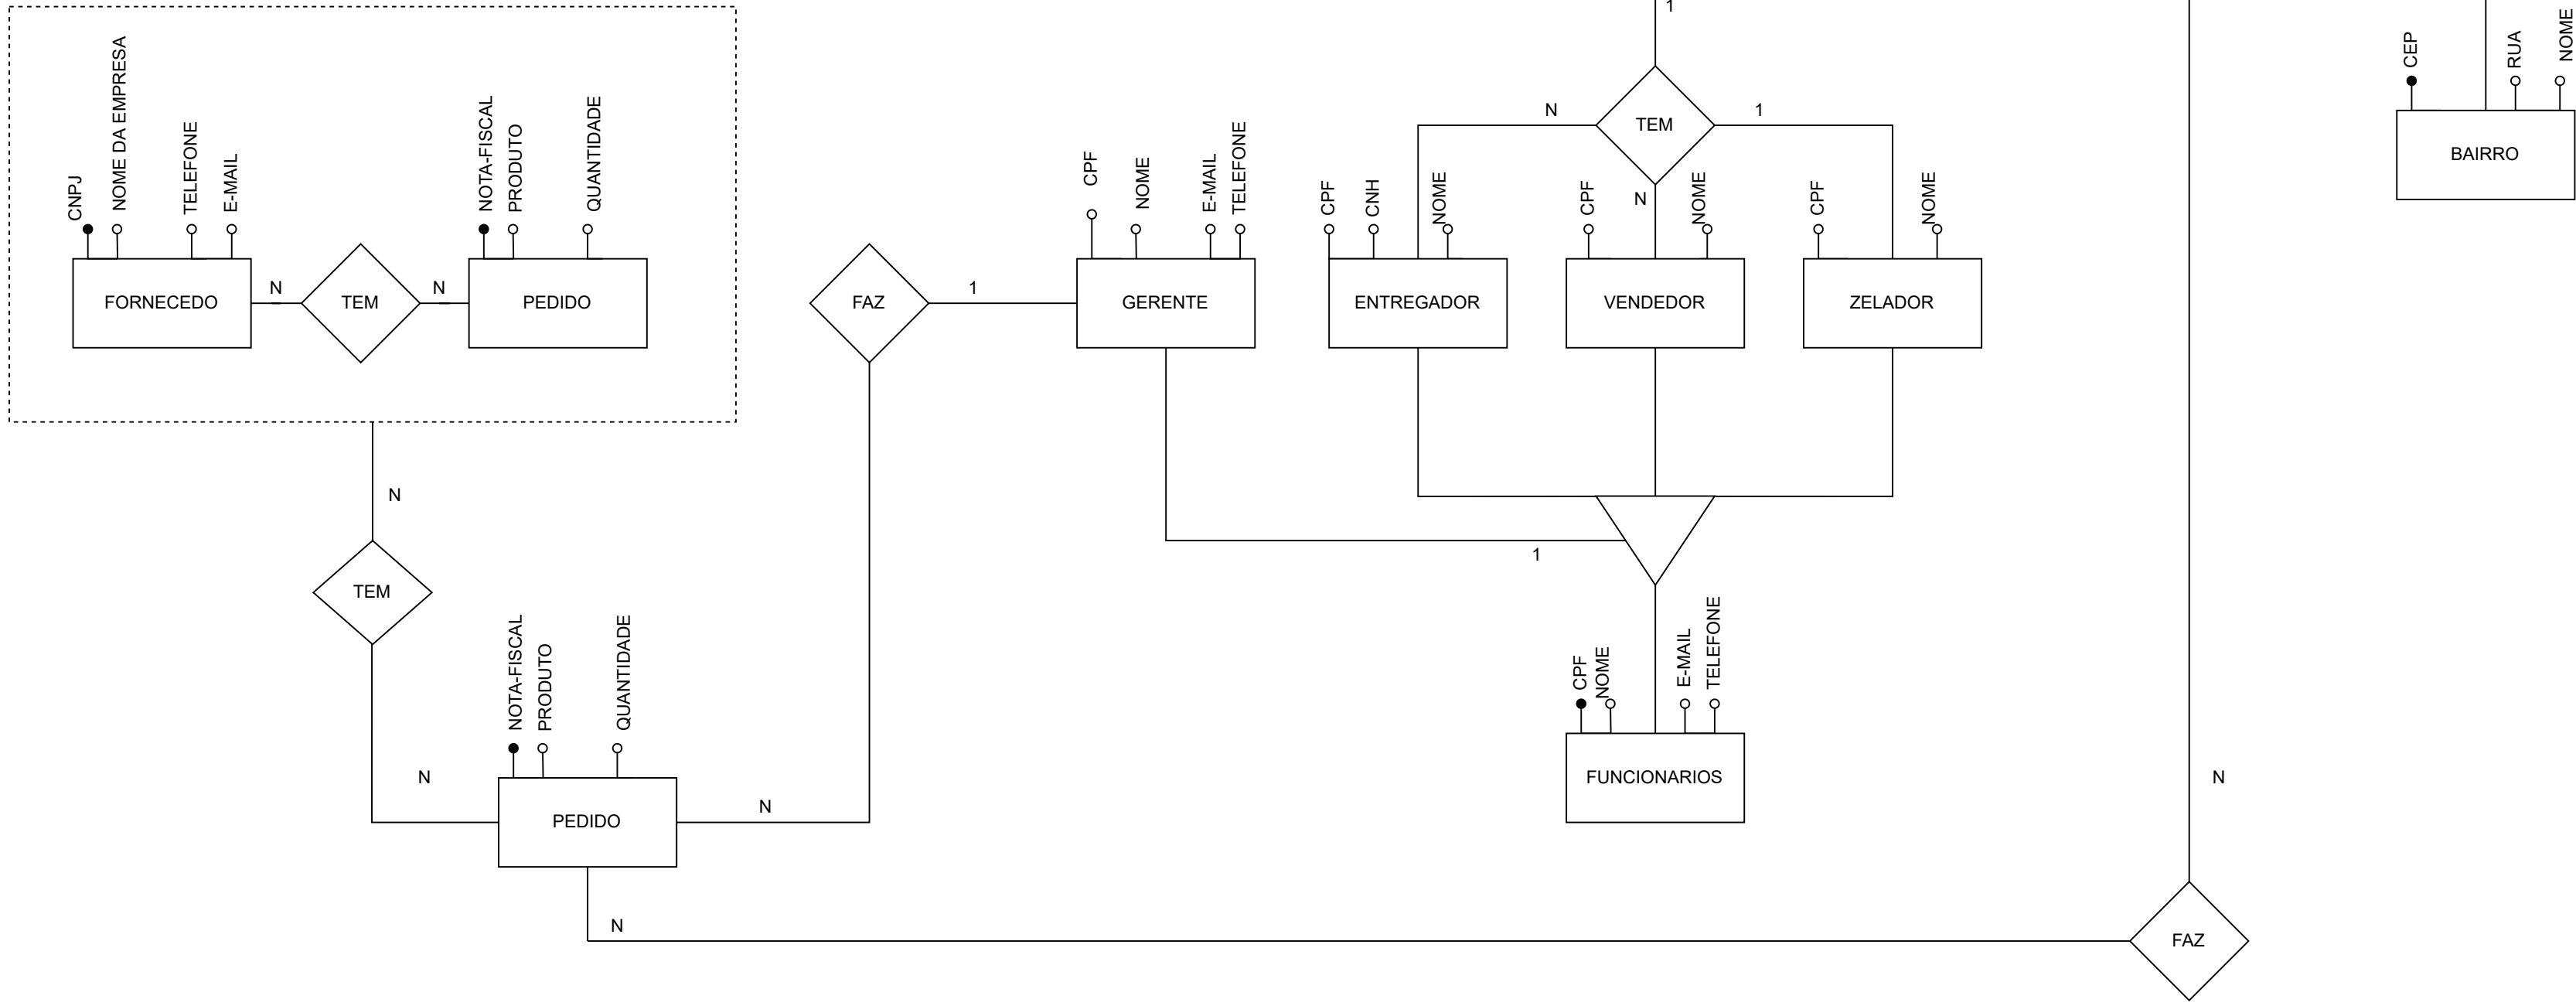 1
CEP
RUA
NOME
BAIRRO
CNPJ
NOME DA EMPRESA
TELEFONE
E-MAIL
FORNECEDO
N
TEM
N
NOTA-FISCAL
PRODUTO
QUANTIDADE
PEDIDO
FAZ
1
CPF
NOME
E-MAIL
TELEFONE
GERENTE
N
TEM
1
N
CPF
CNH
NOME
ENTREGADOR
CPF
NOME
VENDEDOR
CPF
NOME
ZELADOR
N
TEM
1
N
NOTA-FISCAL
PRODUTO
QUANTIDADE
PEDIDO
N
CPF
NOME
E-MAIL
TELEFONE
FUNCIONARIOS
N
N
FAZ